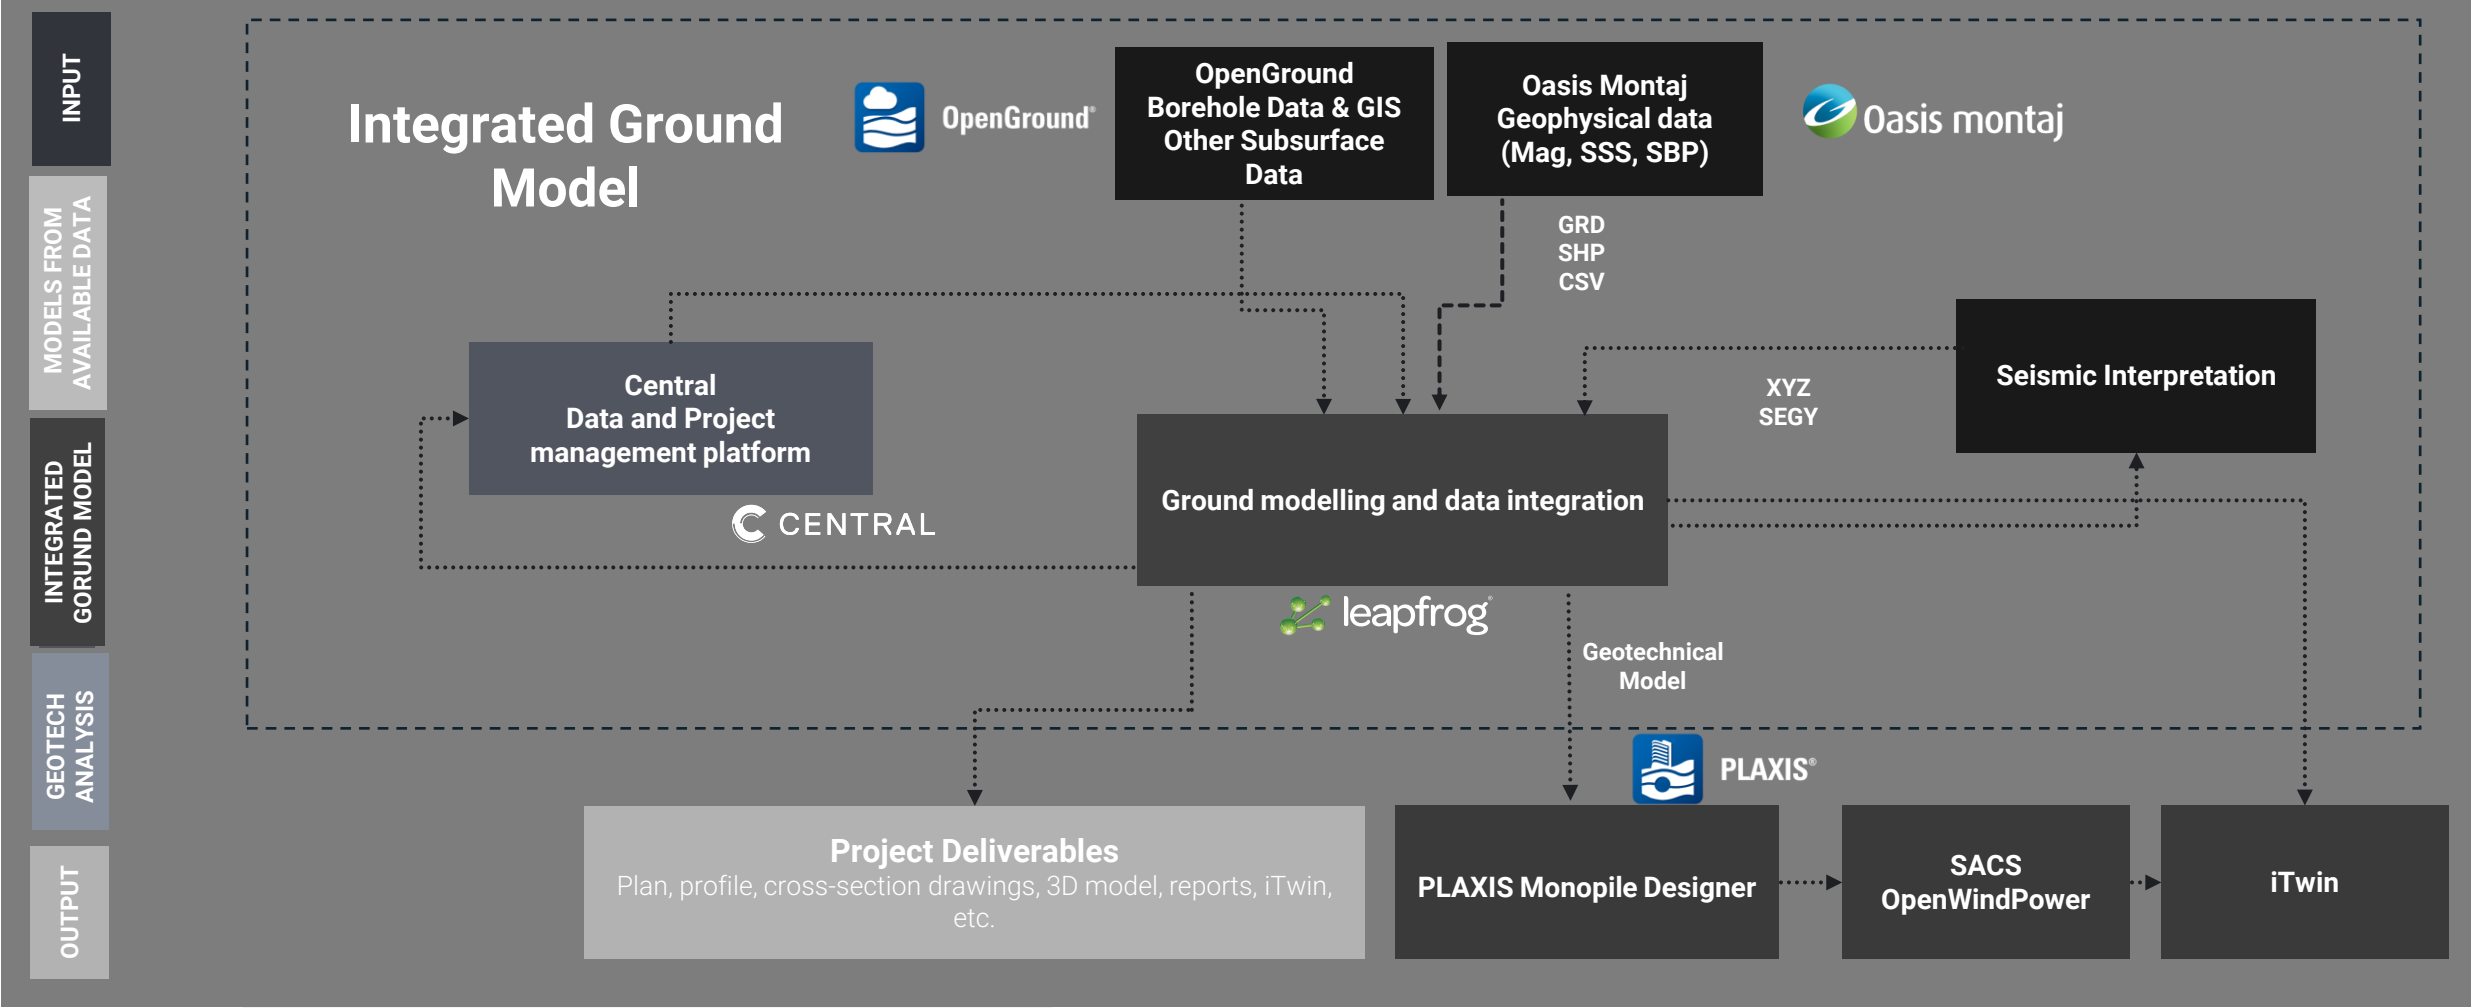 INPUT
MODELS FROM
AVAILABLE DATA
INTEGRATED
GORUND MODEL
GEOTECH
ANALYSIS
OUTPUT
Integrated Ground
Model
OpenGround®
OpenGround
Borehole Data & GIS
Other Subsurface
Data
Oasis Montaj
Geophysical data
(Mag, SSS, SBP)
Oasis montaj
GRD
SHP
CSV
Central
Data and Project
management platform
CENTRAL
Ground modelling and data integration
leapfrog®
XYZ
SEGY
Seismic Interpretation
Geotechnical
Model
PLAXIS®
Project Deliverables
Plan, profile, cross-section drawings, 3D model, reports, iTwin,
etc.
PLAXIS Monopile Designer
SACS
OpenWindPower
iTwin